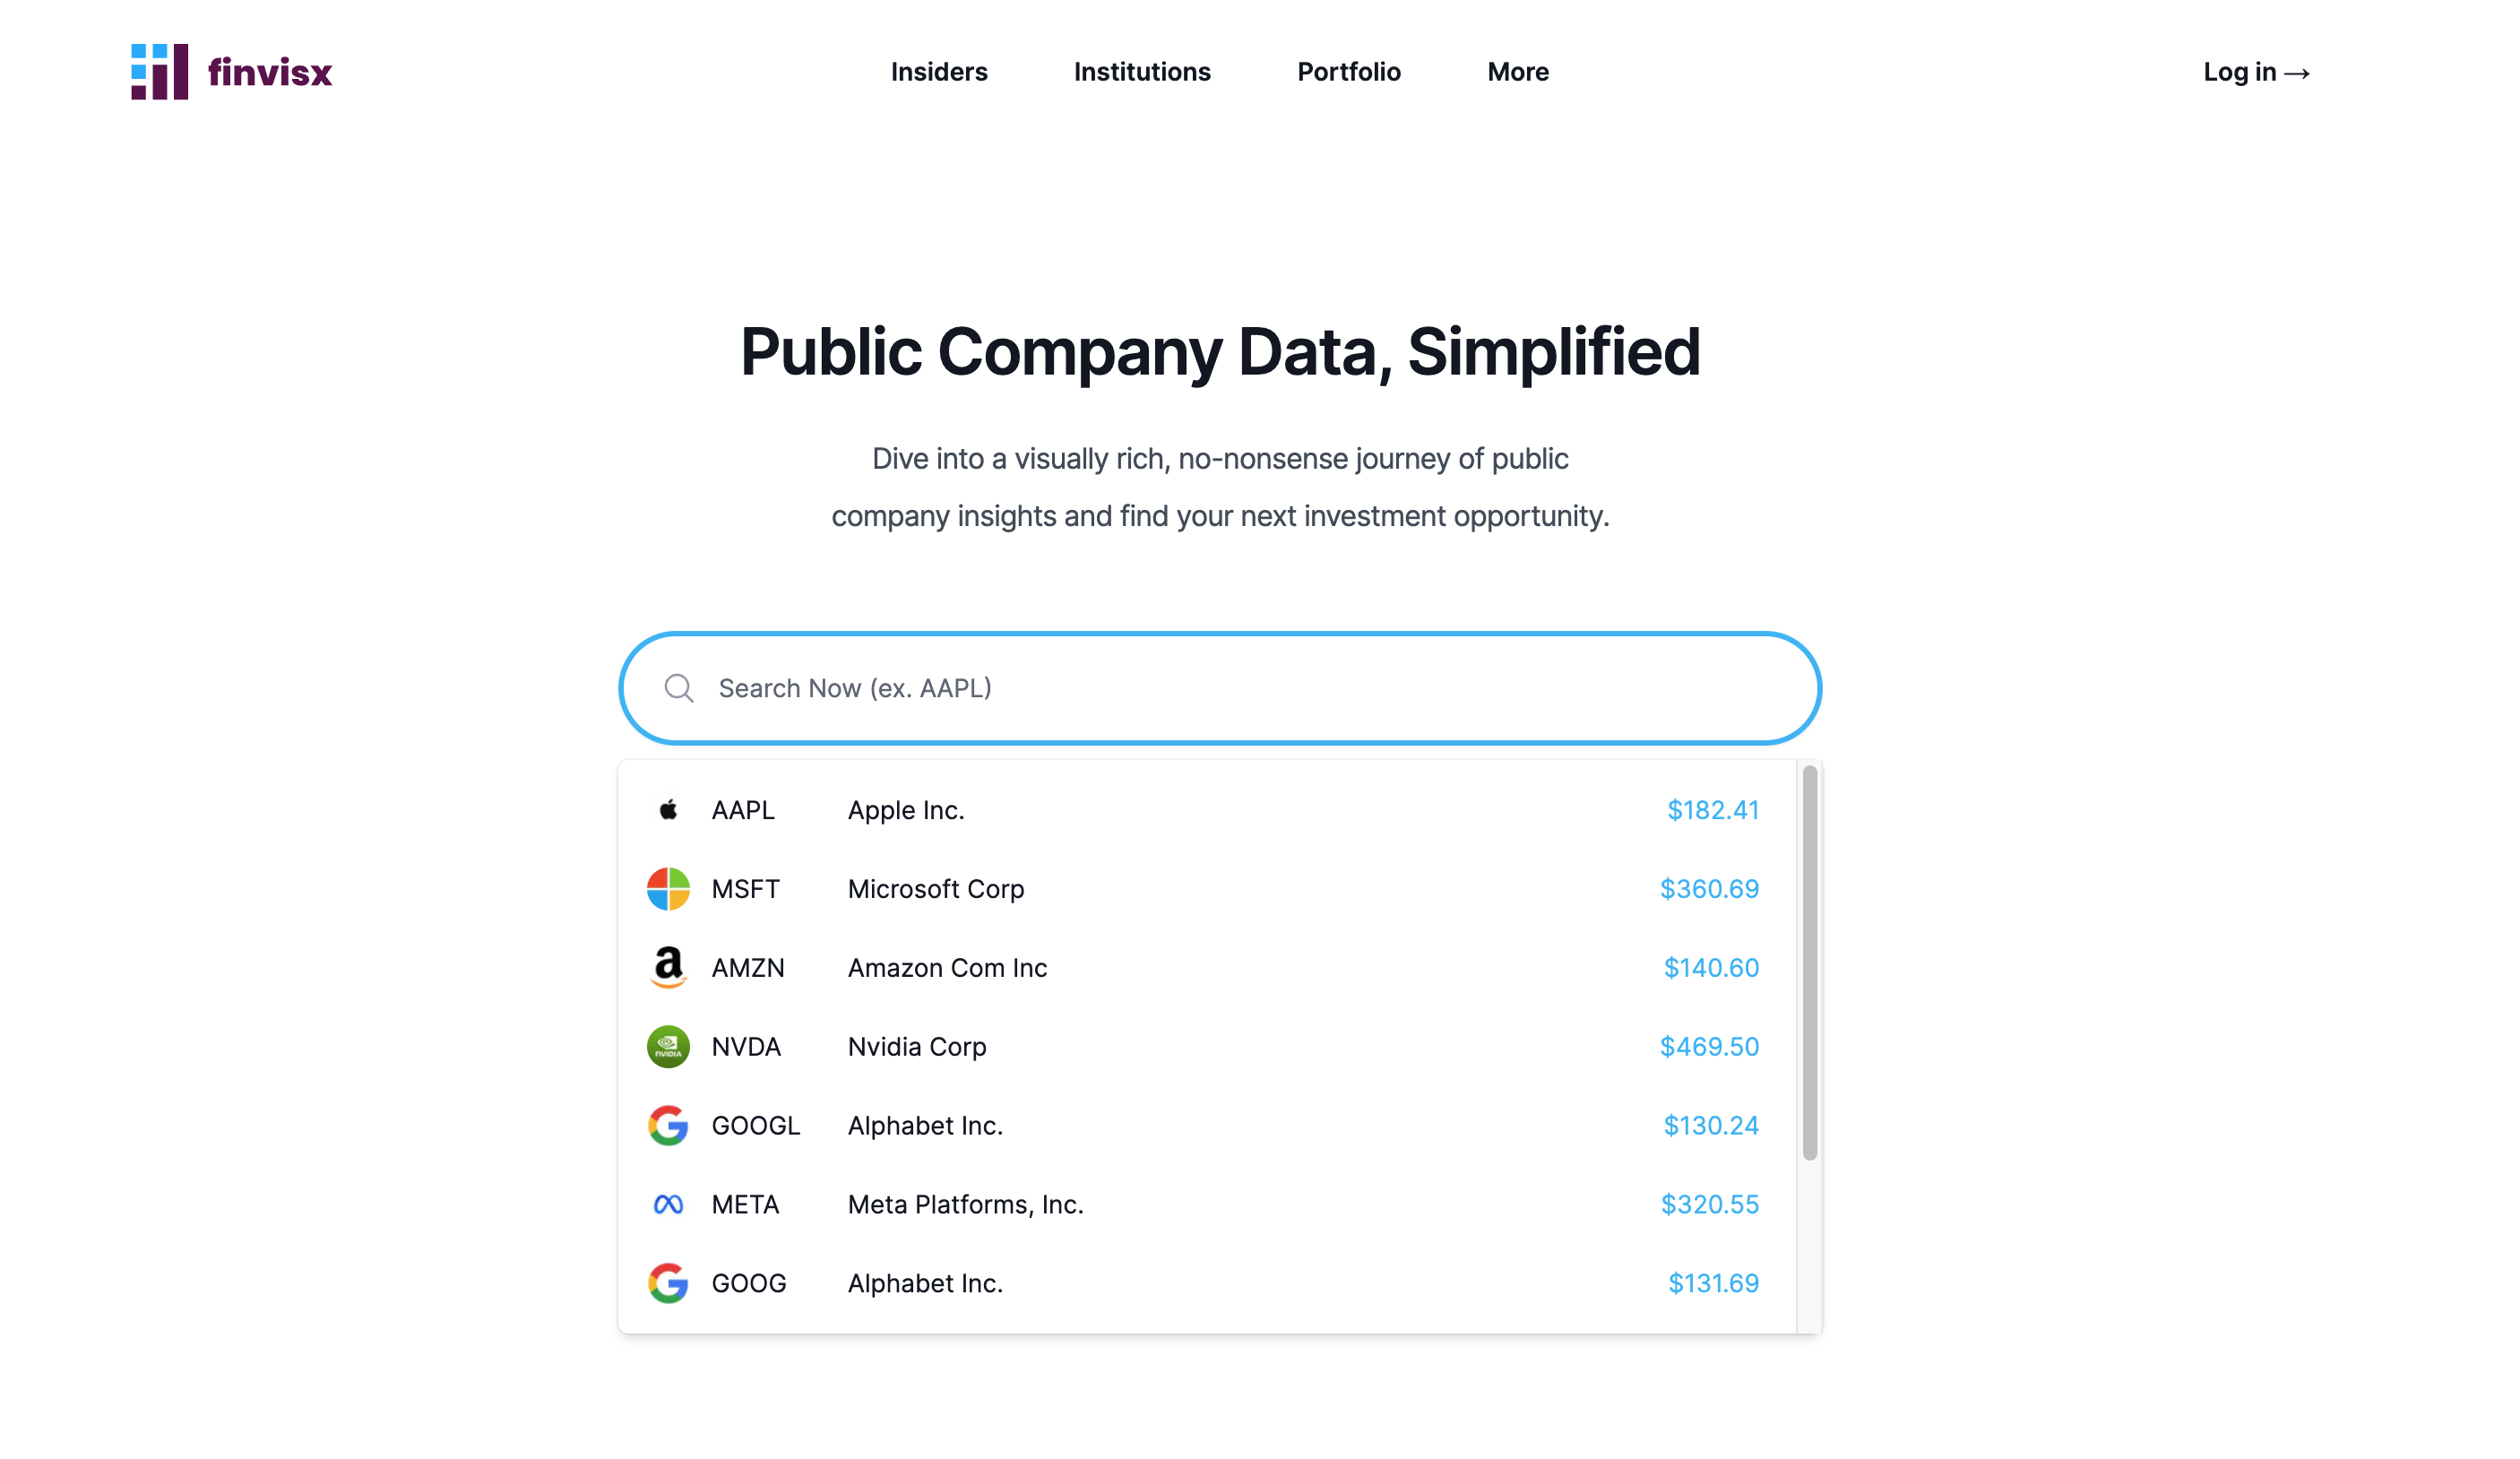 finvisx
Insiders Institutions Portfolio More
Log in →
Public Company Data, Simplified
Dive into a visually rich, no-nonsense journey of public
company insights and find your next investment opportunity.
Search Now (ex. AAPL)
AAPL Apple Inc. $182.41
MSFT Microsoft Corp $360.69
a AMZN Amazon Com Inc $140.60
NVIDIA NVDA Nvidia Corp $469.50
G GOOGL Alphabet Inc. $130.24
META Meta Platforms, Inc. $320.55
G GOOG Alphabet Inc. $131.69